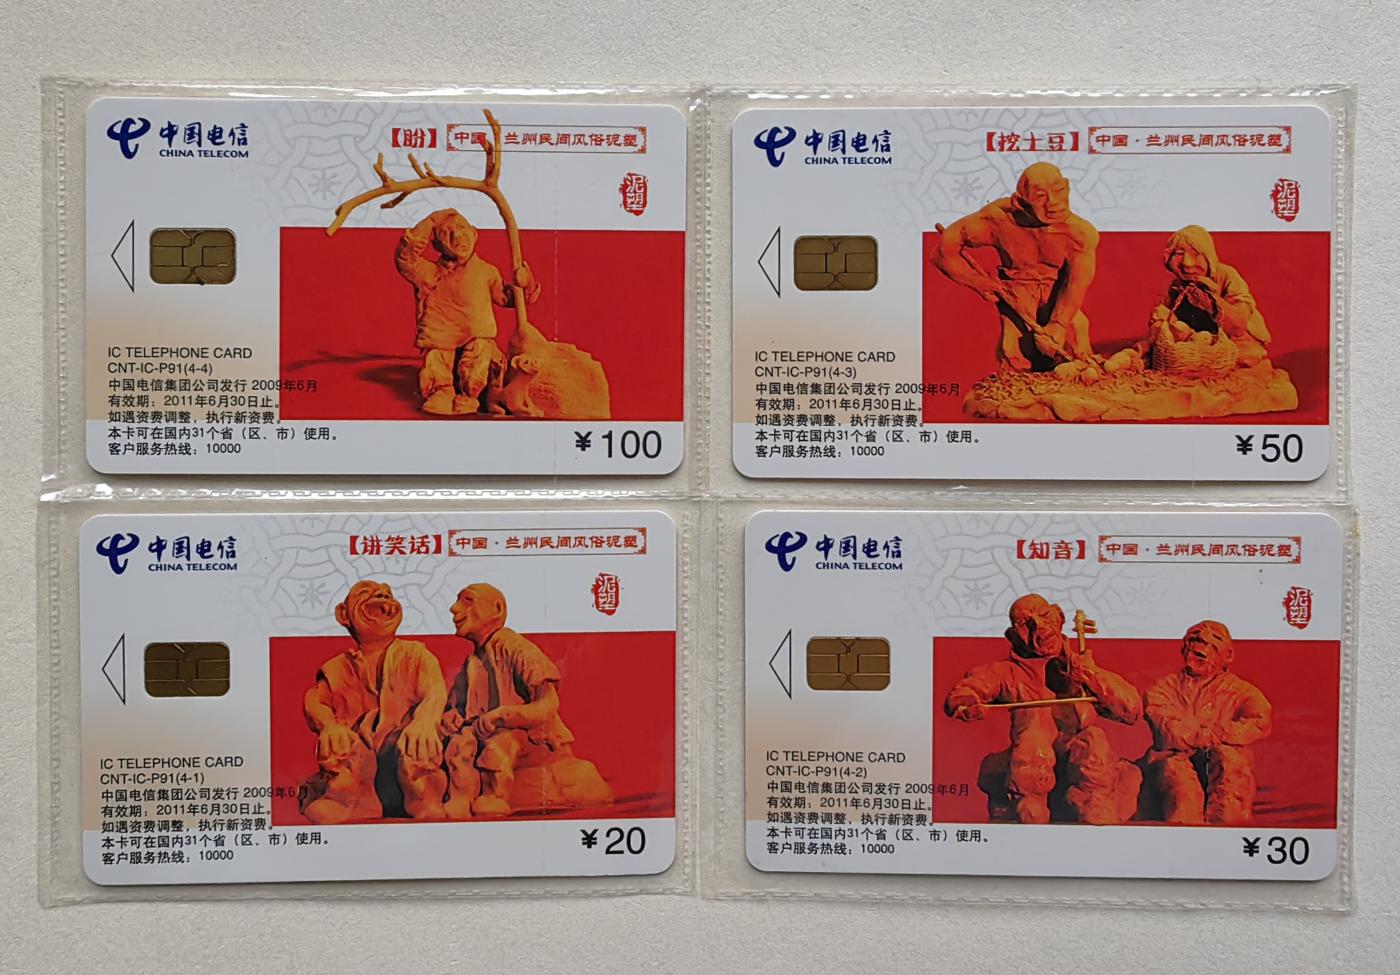 中国电信
CHINA TELECOM
【盼】 中国·兰州民间风俗泥塑
泥塑
IC TELEPHONE CARD
CNT-IC-P91(4-4)
中国电信集团公司发行 2009年6月
有效期：2011年6月30日止。
如遇资费调整，执行新资费。
本卡可在国内31个省（区、市）使用。
客户服务热线：10000
¥100
中国电信
CHINA TELECOM
【挖土豆】 中国·兰州民间风俗泥塑
泥塑
IC TELEPHONE CARD
CNT-IC-P91(4-3)
中国电信集团公司发行 2009年6月
有效期：2011年6月30日止。
如遇资费调整，执行新资费。
本卡可在国内31个省（区、市）使用。
客户服务热线：10000
¥50
中国电信
CHINA TELECOM
【讲笑话】 中国·兰州民间风俗泥塑
泥塑
IC TELEPHONE CARD
CNT-IC-P91(4-1)
中国电信集团公司发行 2009年6月
有效期：2011年6月30日止。
如遇资费调整，执行新资费。
本卡可在国内31个省（区、市）使用。
客户服务热线：10000
¥20
中国电信
CHINA TELECOM
【知音】 中国·兰州民间风俗泥塑
泥塑
IC TELEPHONE CARD
CNT-IC-P91(4-2)
中国电信集团公司发行 2009年6月
有效期：2011年6月30日止。
如遇资费调整，执行新资费。
本卡可在国内31个省（区、市）使用。
客户服务热线：10000
¥30